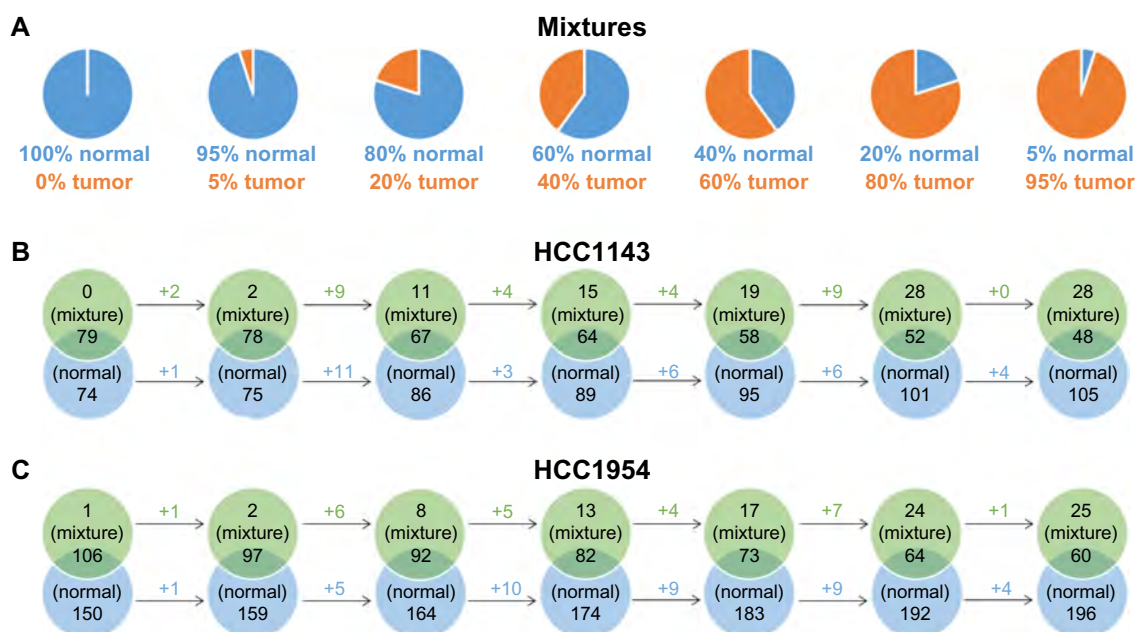 A
Mixtures
100% normal
0% tumor
95% normal
5% tumor
80% normal
20% tumor
60% normal
40% tumor
40% normal
60% tumor
20% normal
80% tumor
5% normal
95% tumor
B
HCC1143
0
(mixture)
79
(normal)
74
+2
+1
2
(mixture)
78
(normal)
75
+9
+11
11
(mixture)
67
(normal)
86
+4
+3
15
(mixture)
64
(normal)
89
+4
+6
19
(mixture)
58
(normal)
95
+9
+6
28
(mixture)
52
(normal)
101
+0
+4
28
(mixture)
48
(normal)
105
C
HCC1954
1
(mixture)
106
(normal)
150
+1
+1
2
(mixture)
97
(normal)
159
+6
+5
8
(mixture)
92
(normal)
164
+5
+10
13
(mixture)
82
(normal)
174
+4
+9
17
(mixture)
73
(normal)
183
+7
+9
24
(mixture)
64
(normal)
192
+1
+4
25
(mixture)
60
(normal)
196